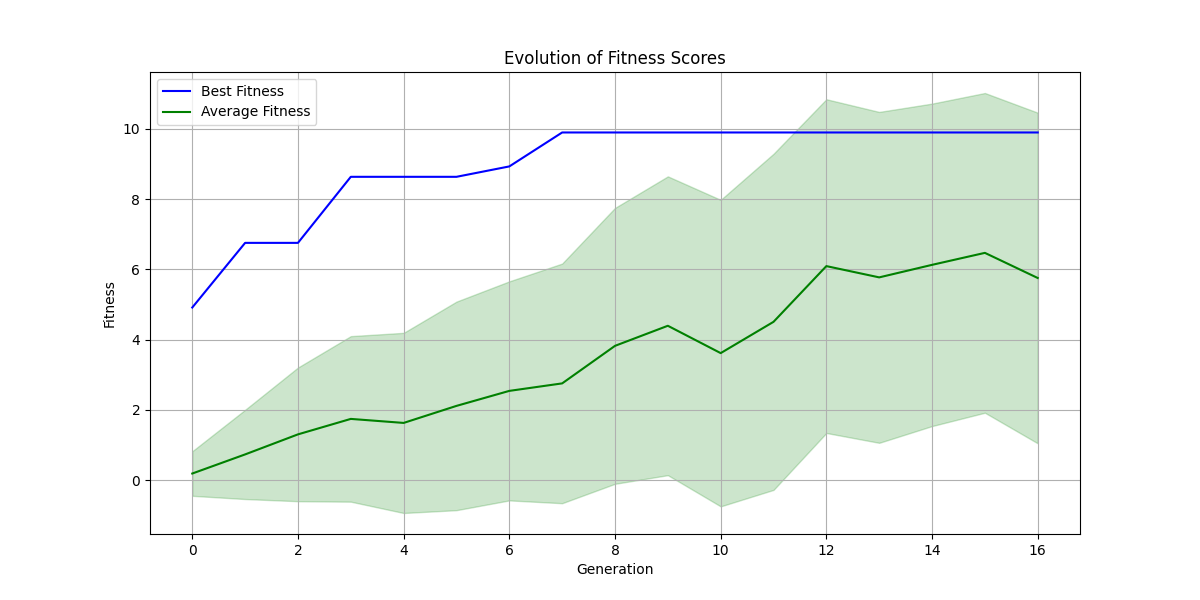 Evolution of Fitness Scores
Best Fitness
Average Fitness
Fitness
10
8
6
4
2
0
0 2 4 6 8 10 12 14 16
Generation